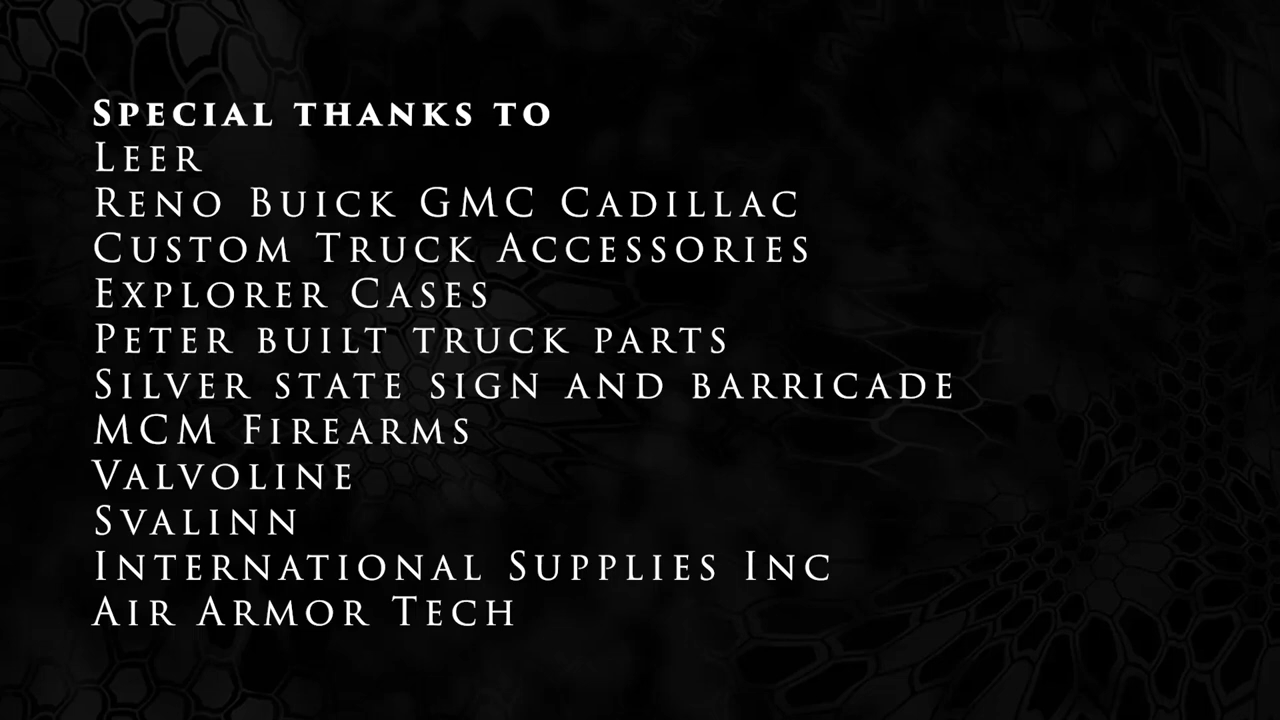 Special thanks to
Leer
Reno Buick GMC Cadillac
Custom Truck Accessories
Explorer Cases
Peter built truck parts
Silver state sign and barricade
MCM Firearms
Valvoline
Svalinn
International Supplies Inc
Air Armor Tech